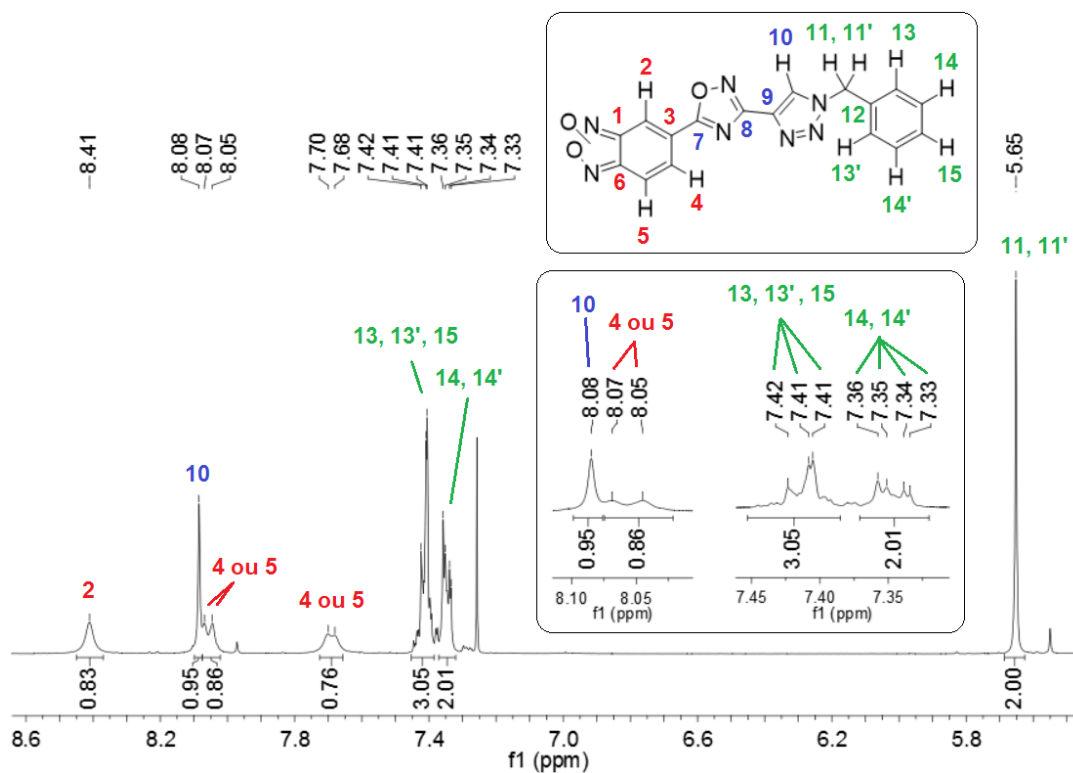 11, 11'
13
10
14
2
H
H H
H
H
O
N
N
9
1
3
N
12
O
N
8
N
N
H
H
O
N
7
N
13'
15
6
H
H
14'
H
4
5
8.41
8.08
8.07
8.05
7.70
7.68
7.42
7.41
7.41
7.36
7.35
7.34
7.33
5.65
11, 11'
13, 13', 15
14, 14'
10
4 ou 5
2
4 ou 5
13, 13', 15
10
4 ou 5
14, 14'
8.08
8.07
8.05
7.42
7.41
7.41
7.36
7.35
7.34
7.33
0.95
0.86
3.05
2.01
8.10 8.05
f1 (ppm)
7.45 7.40 7.35
f1 (ppm)
0.83
0.95
0.86
0.76
3.05
2.01
2.00
8.6 8.2 7.8 7.4 7.0 6.6 6.2 5.8
f1 (ppm)